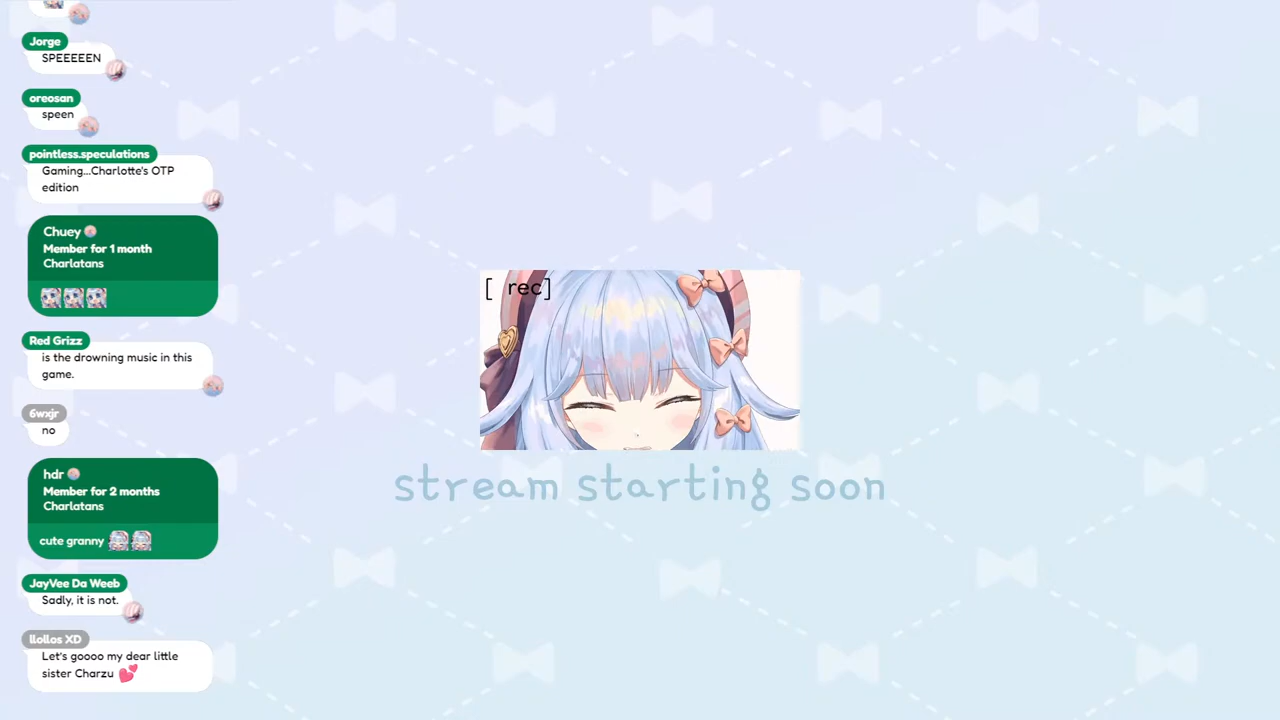 Jorge
SPEEEEEN
oreosan
speen
pointless.speculations
Gaming...Charlotte's OTP
edition
Chuey
Member for 1 month
Charlatans
Red Grizz
is the drowning music in this
game.
6wxjr
no
hdr
Member for 2 months
Charlatans
cute granny
JayVee Da Weeb
Sadly, it is not.
llollos XD
Let's goooo my dear little
sister Charzu 💕
[ rec]
stream starting soon